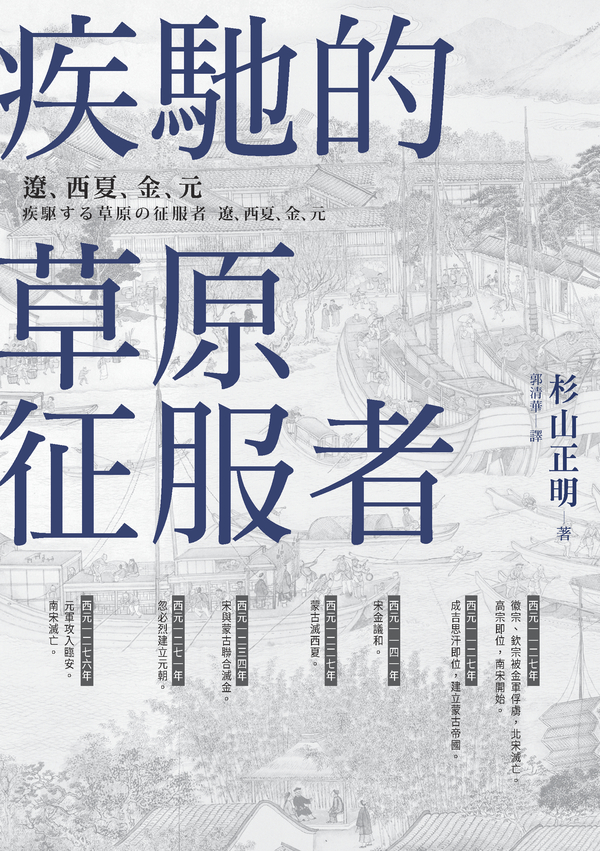 疾馳的
遼、西夏、金、元
疾駆する草原の征服者 遼、西夏、金、元
草原
征服者
杉山正明 著
郭清華 譯
西元一一二七年
徽宗、欽宗被金軍俘虜，北宋滅亡。
高宗即位，南宋開始。
西元一一二七年
成吉思汗即位，建立蒙古帝國。
西元一一四一年
宋金議和。
西元一二二七年
蒙古滅西夏。
西元一二三四年
宋與蒙古聯合滅金。
西元一二七一年
忽必烈建立元朝。
西元一二七六年
元軍攻入臨安。
南宋滅亡。